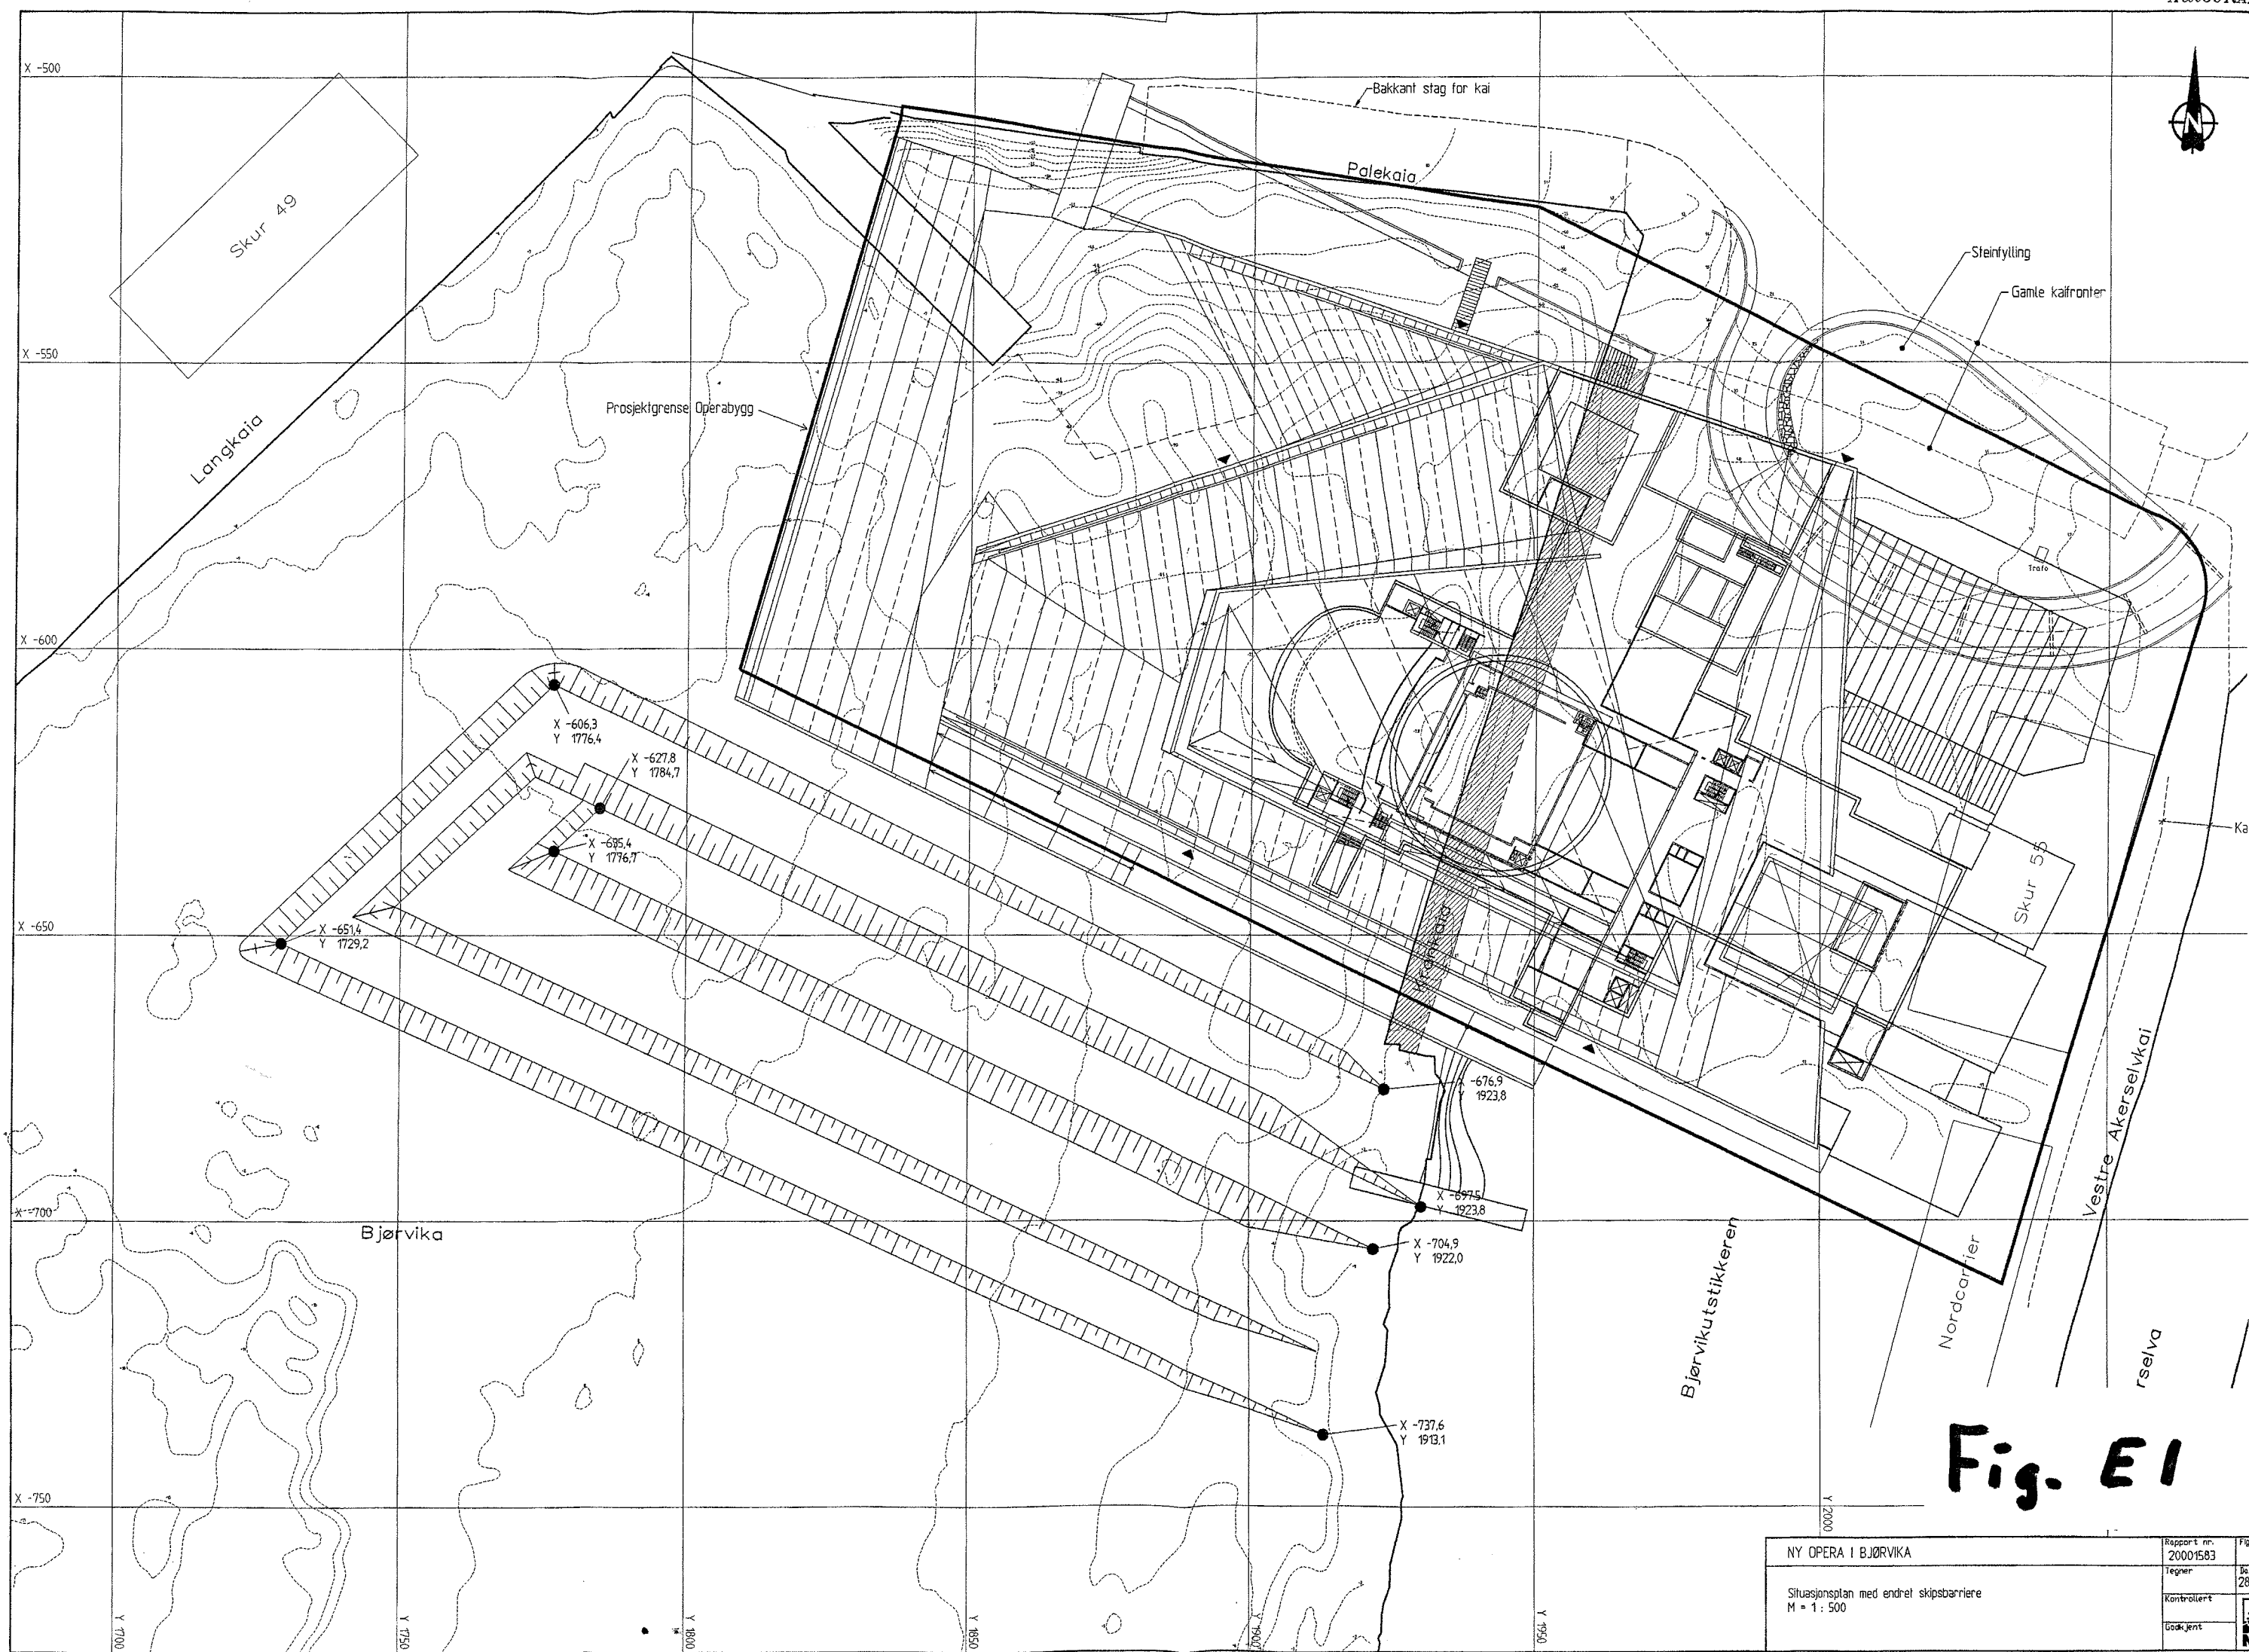 X -500
Bakkant stag for kai
Palekaia
Skur 49
Steinfylling
Gamle kaifronter
X -550
Prosjektgrense Operabygg
Langkaia
Trafo
X -600
X -606,3
Y 1776,4
X -627,8
Y 1784,7
Y 1776,7
Ka
Skur 55
X -650
X -651,4
Y 1729,2
-676,9
Y 1923,8
Vestre Akerselvkai
X -697,5
Y 1923,8
X -700
Bjørvika
X -704,9
Y 1922,0
Bjørvikutstikkeren
Nordcarrier
rselva
X -737,6
Y 1913,1
Fig. E1
X -750
Y 1700
Y 1750
Y 1800
Y 1850
Y 1900
Y 1950
Y 2000
NY OPERA I BJØRVIKA
Situasjonsplan med endret skipsbarriere
M = 1 : 500
Rapport nr.
20001583
Tegner
28
Kontrollert
Godkjent